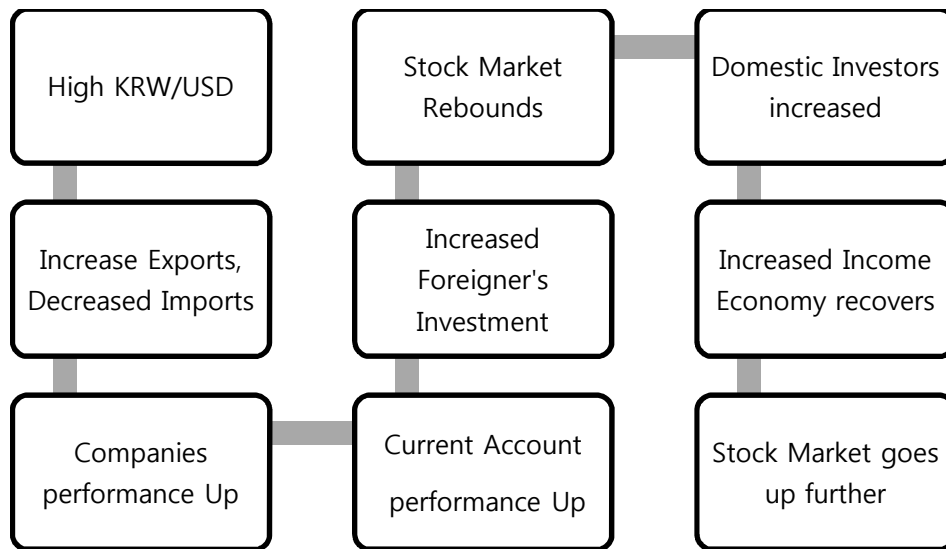 High KRW/USD
Increase Exports,
Decreased Imports
Companies
performance Up
Current Account
performance Up
Increased
Foreigner's
Investment
Stock Market
Rebounds
Domestic Investors
increased
Increased Income
Economy recovers
Stock Market goes
up further